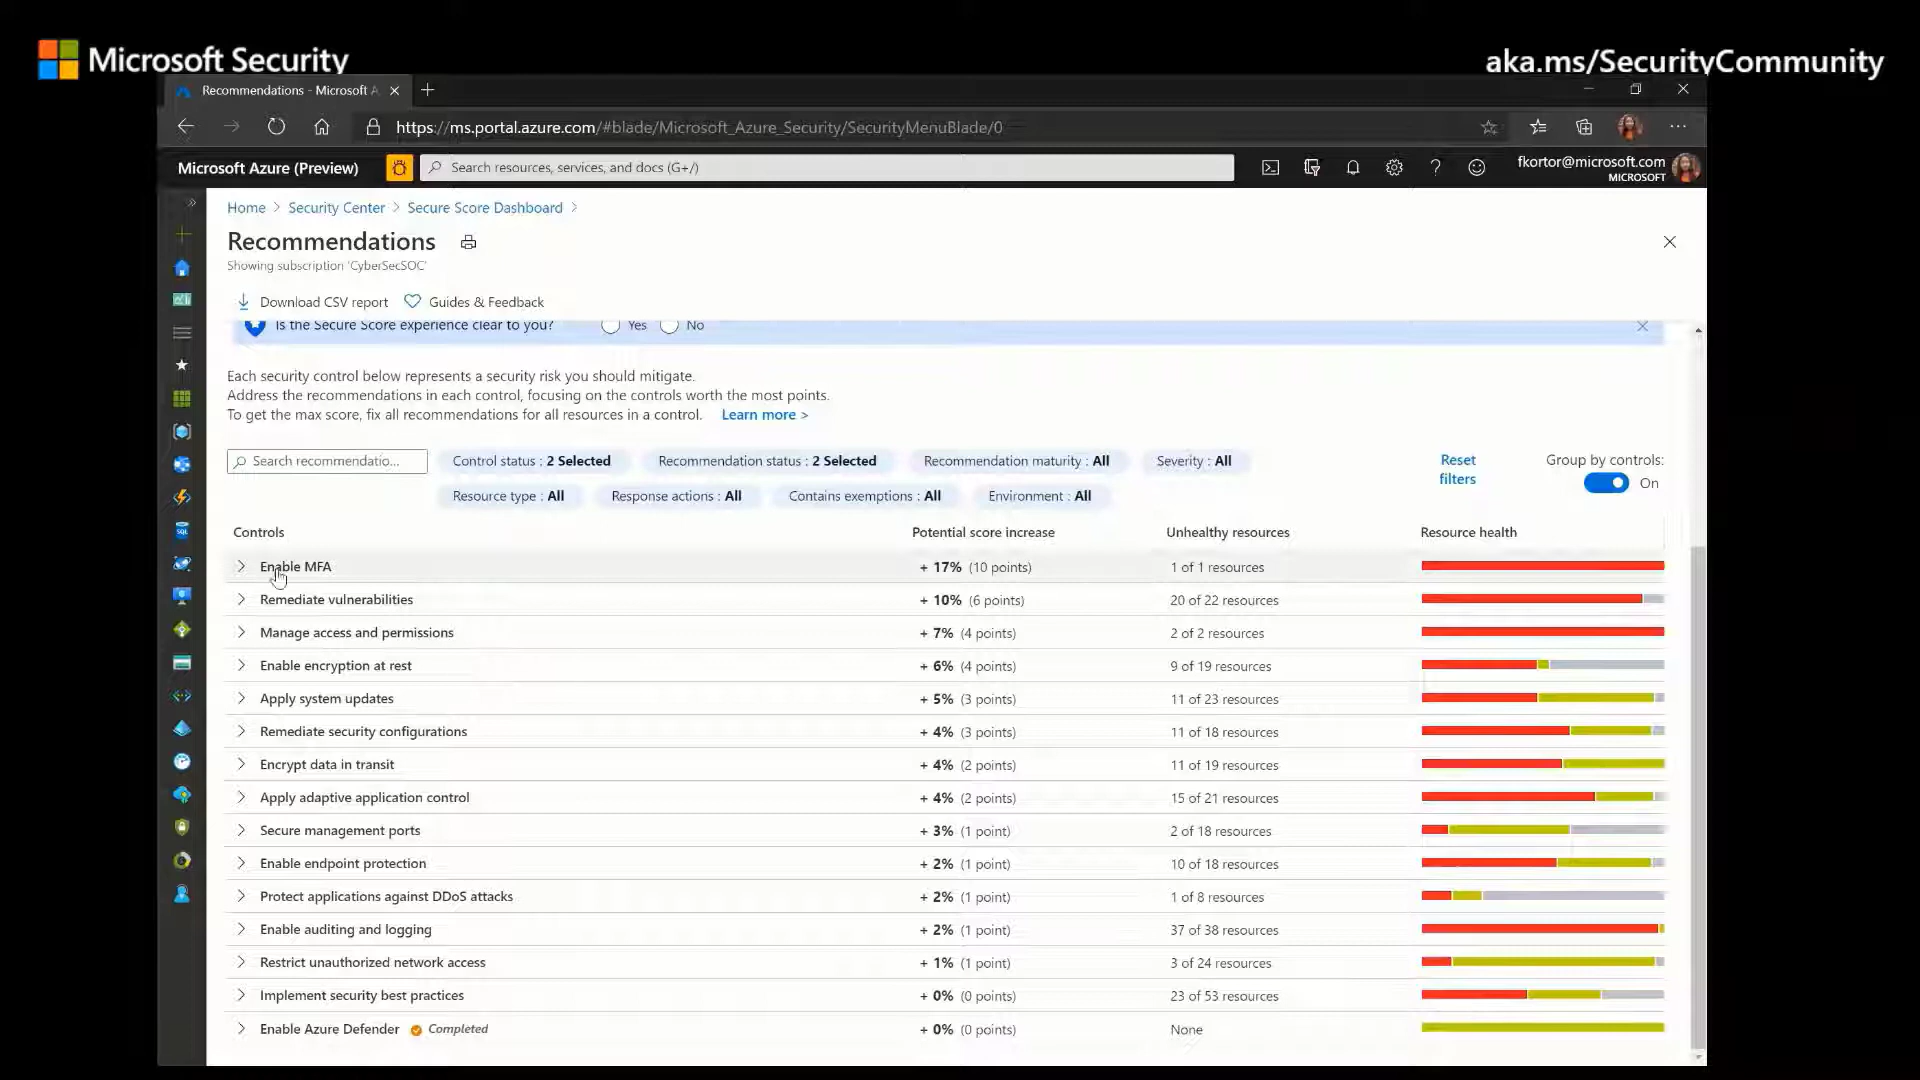 Microsoft Security
aka.ms/SecurityCommunity
Recommendations - Microsoft A
https://ms.portal.azure.com/#blade/Microsoft_Azure_Security/SecurityMenuBlade/0
Microsoft Azure (Preview)
Search resources, services, and docs (G+/)
fkortor@microsoft.com
MICROSOFT
Home > Security Center > Secure Score Dashboard >
Recommendations
Showing subscription 'CyberSecSOC'
Download CSV report
Guides & Feedback
Is the Secure Score experience clear to you? Yes No
Each security control below represents a security risk you should mitigate.
Address the recommendations in each control, focusing on the controls worth the most points.
To get the max score, fix all recommendations for all resources in a control. Learn more >
Search recommendatio...
Control status : 2 Selected
Recommendation status : 2 Selected
Recommendation maturity : All
Severity : All
Reset filters
Group by controls:
On
Resource type : All
Response actions : All
Contains exemptions : All
Environment : All
Controls Potential score increase Unhealthy resources Resource health
Enable MFA + 17% (10 points) 1 of 1 resources
Remediate vulnerabilities + 10% (6 points) 20 of 22 resources
Manage access and permissions + 7% (4 points) 2 of 2 resources
Enable encryption at rest + 6% (4 points) 9 of 19 resources
Apply system updates + 5% (3 points) 11 of 23 resources
Remediate security configurations + 4% (3 points) 11 of 18 resources
Encrypt data in transit + 4% (2 points) 11 of 19 resources
Apply adaptive application control + 4% (2 points) 15 of 21 resources
Secure management ports + 3% (1 point) 2 of 18 resources
Enable endpoint protection + 2% (1 point) 10 of 18 resources
Protect applications against DDoS attacks + 2% (1 point) 1 of 8 resources
Enable auditing and logging + 2% (1 point) 37 of 38 resources
Restrict unauthorized network access + 1% (1 point) 3 of 24 resources
Implement security best practices + 0% (0 points) 23 of 53 resources
Enable Azure Defender Completed + 0% (0 points) None